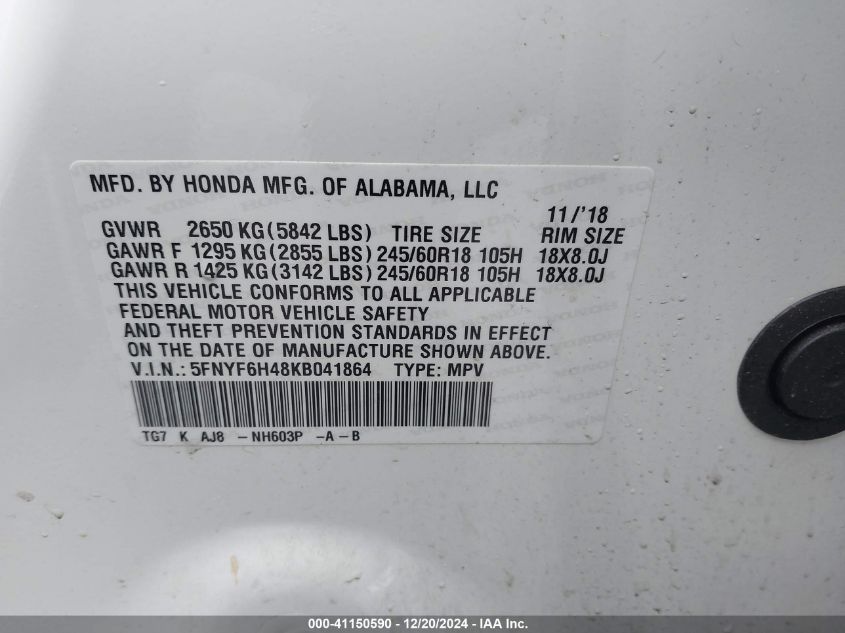 MFD. BY HONDA MFG. OF ALABAMA, LLC
11/'18
GVWR 2650 KG(5842 LBS) TIRE SIZE RIM SIZE
GAWR F 1295 KG(2855 LBS) 245/60R18 105H 18X8.0J
GAWR R 1425 KG(3142 LBS) 245/60R18 105H 18X8.0J
THIS VEHICLE CONFORMS TO ALL APPLICABLE
FEDERAL MOTOR VEHICLE SAFETY
AND THEFT PREVENTION STANDARDS IN EFFECT
ON THE DATE OF MANUFACTURE SHOWN ABOVE.
V.I.N.: 5FNYF6H48KB041864 TYPE: MPV
TG7 K AJ8 -NH603P -A-B
000-41150590 - 12/20/2024 - IAA Inc.